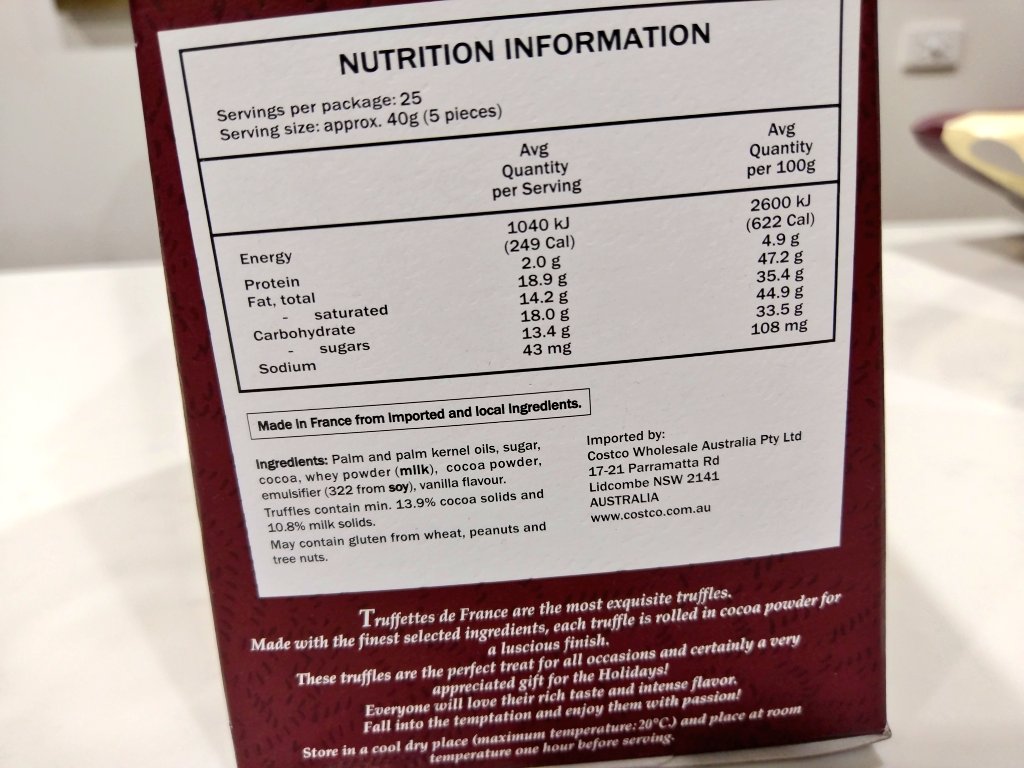 NUTRITION INFORMATION
Servings per package: 25
Serving size: approx. 40g (5 pieces)
Avg Quantity per Serving
Avg Quantity per 100g
Energy 1040 kJ (249 Cal) 2600 kJ (622 Cal)
Protein 2.0 g 4.9 g
Fat, total 18.9 g 47.2 g
- saturated 14.2 g 35.4 g
Carbohydrate 18.0 g 44.9 g
- sugars 13.4 g 33.5 g
Sodium 43 mg 108 mg
Made in France from imported and local ingredients.
Ingredients: Palm and palm kernel oils, sugar,
cocoa, whey powder (milk), cocoa powder,
emulsifier (322 from soy), vanilla flavour.
Truffles contain min. 13.9% cocoa solids and
10.8% milk solids.
May contain gluten from wheat, peanuts and
tree nuts.
Imported by:
Costco Wholesale Australia Pty Ltd
17-21 Parramatta Rd
Lidcombe NSW 2141
AUSTRALIA
www.costco.com.au
Truffettes de France are the most exquisite truffles.
Made with the finest selected ingredients, each truffle is rolled in cocoa powder for
a luscious finish.
These truffles are the perfect treat for all occasions and certainly a very
appreciated gift for the Holidays!
Everyone will love their rich taste and intense flavor.
Fall into the temptation and enjoy them with passion!
Store in a cool dry place (maximum temperature: 20°C.) and place at room
temperature one hour before serving.